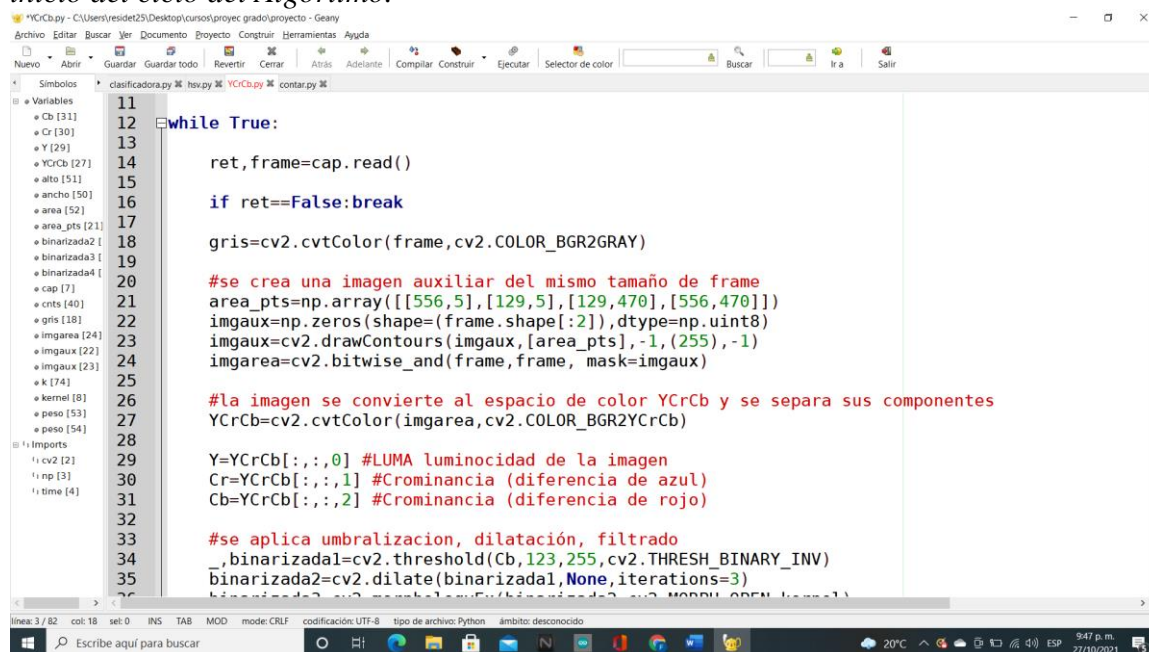 inicio del ciclo del Algoritmo.
*YCrCb.py - C:\Users\residet25\Desktop\cursos\proyec grado\proyecto - Geany
Archivo Editar Buscar Ver Documento Proyecto Construir Herramientas Ayuda
Nuevo Abrir Guardar Guardar todo Revertir Cerrar Atrás Adelante Compilar Construir Ejecutar Selector de color Buscar Ir a Salir
Símbolos clasificadora.py hsv.py YCrCb.py contar.py
Variables
Cb [31]
Cr [30]
Y [29]
YCrCb [27]
alto [51]
ancho [50]
area [52]
area_pts [21]
binarizada2 [
binarizada3 [
binarizada4 [
cap [7]
cnts [40]
gris [18]
imgarea [24]
imgaux [22]
imgaux [23]
k [74]
kernel [8]
peso [53]
peso [54]
Imports
cv2 [2]
np [3]
time [4]
11
12 while True:
13
14 ret,frame=cap.read()
15
16 if ret==False:break
17
18 gris=cv2.cvtColor(frame,cv2.COLOR_BGR2GRAY)
19
20 #se crea una imagen auxiliar del mismo tamaño de frame
21 area_pts=np.array([[556,5],[129,5],[129,470],[556,470]])
22 imgaux=np.zeros(shape=(frame.shape[:2]),dtype=np.uint8)
23 imgaux=cv2.drawContours(imgaux,[area_pts],-1,(255),-1)
24 imgarea=cv2.bitwise_and(frame,frame, mask=imgaux)
25
26 #la imagen se convierte al espacio de color YCrCb y se separa sus componentes
27 YCrCb=cv2.cvtColor(imgarea,cv2.COLOR_BGR2YCrCb)
28
29 Y=YCrCb[:,:,0] #LUMA luminocidad de la imagen
30 Cr=YCrCb[:,:,1] #Crominancia (diferencia de azul)
31 Cb=YCrCb[:,:,2] #Crominancia (diferencia de rojo)
32
33 #se aplica umbralizacion, dilatación, filtrado
34 _,binarizada1=cv2.threshold(Cb,123,255,cv2.THRESH_BINARY_INV)
35 binarizada2=cv2.dilate(binarizada1,None,iterations=3)
36 binarizada3=cv2.morphologyEx(binarizada2,cv2.MORPH_OPEN,kernel)
línea: 3 / 82 col: 18 sel: 0 INS TAB MOD mode: CRLF codificación: UTF-8 tipo de archivo: Python ámbito: desconocido
Escribe aquí para buscar 20°C ESP 9:47 p. m.
27/10/2021